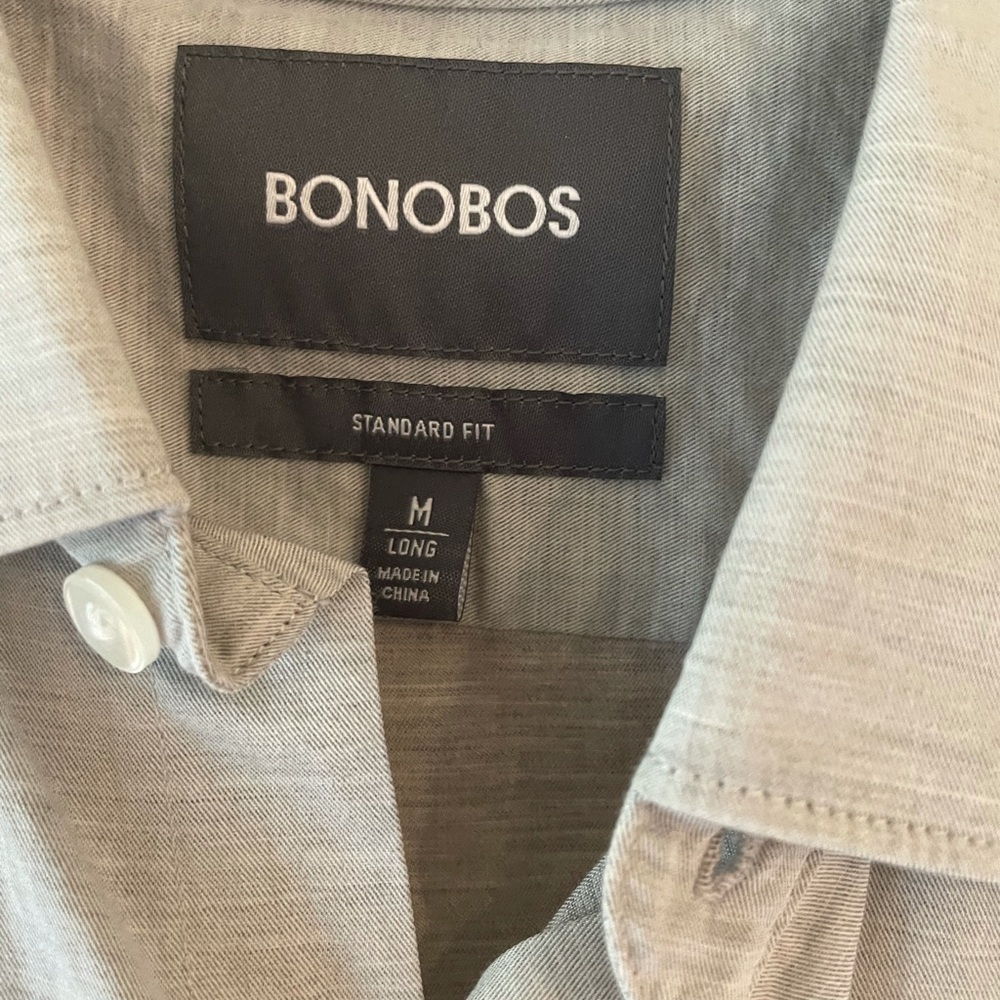 BONOBOS
STANDARD FIT
M
LONG
MADE IN
CHINA